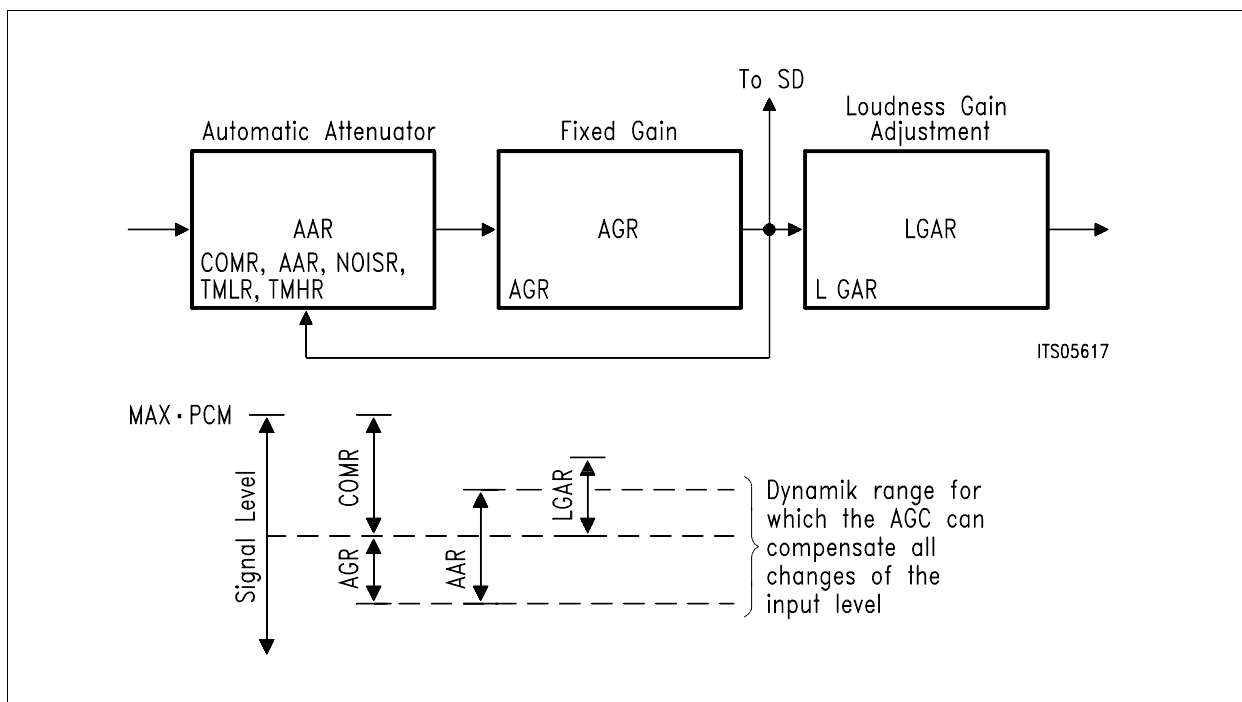 To SD
Automatic Attenuator
Fixed Gain
Loudness Gain
Adjustment
AAR
COMR, AAR, NOISR,
TMLR, TMHR
AGR
AGR
LGAR
L GAR
ITS05617
MAX·PCM
Signal Level
COMR
AGR
AAR
LGAR
Dynamik range for
which the AGC can
compensate all
changes of the
input level